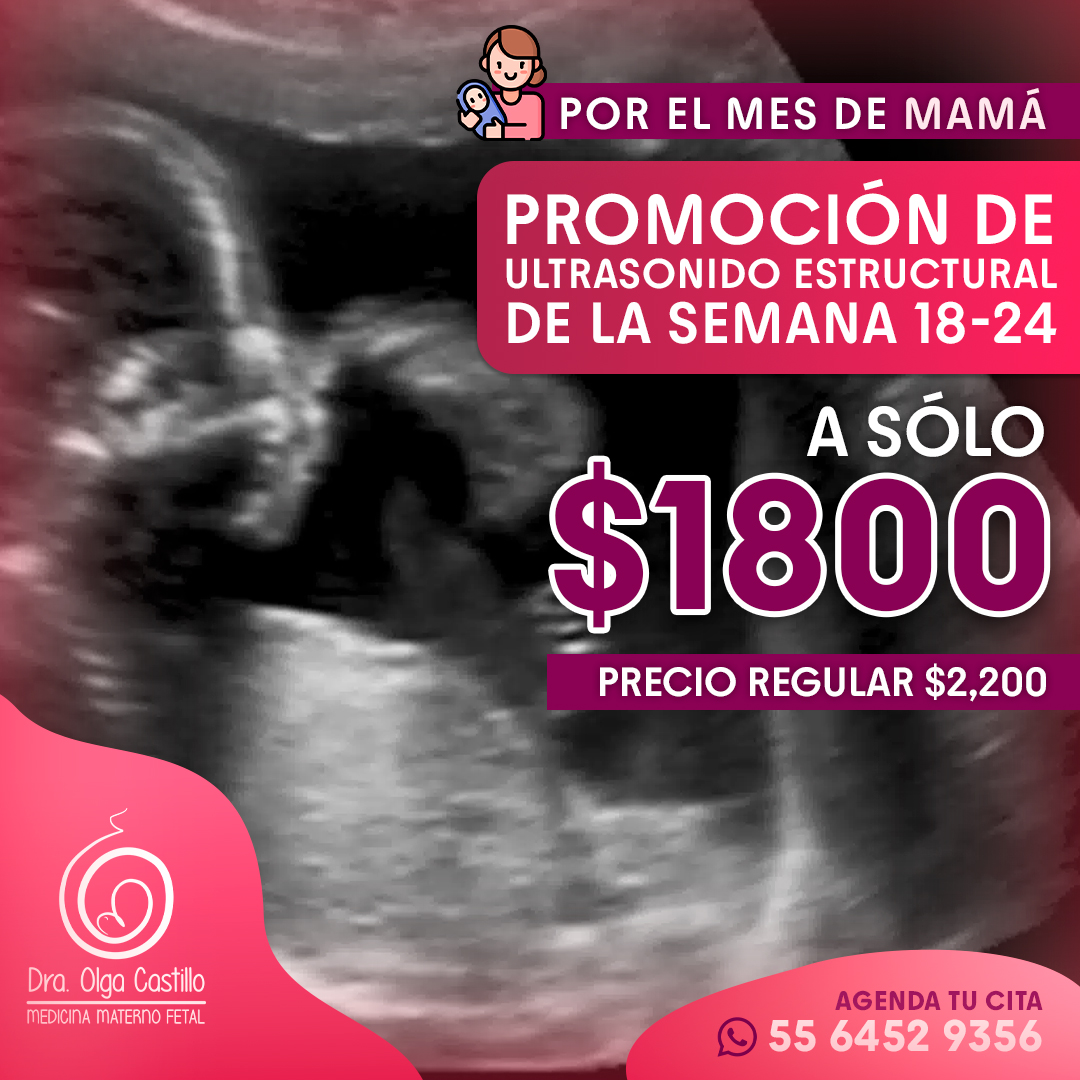 POR EL MES DE MAMÁ
PROMOCIÓN DE
ULTRASONIDO ESTRUCTURAL
DE LA SEMANA 18-24
A SÓLO
$1800
PRECIO REGULAR $2,200
Dra. Olga Castillo
MEDICINA MATERNO FETAL
AGENDA TU CITA
55 6452 9356